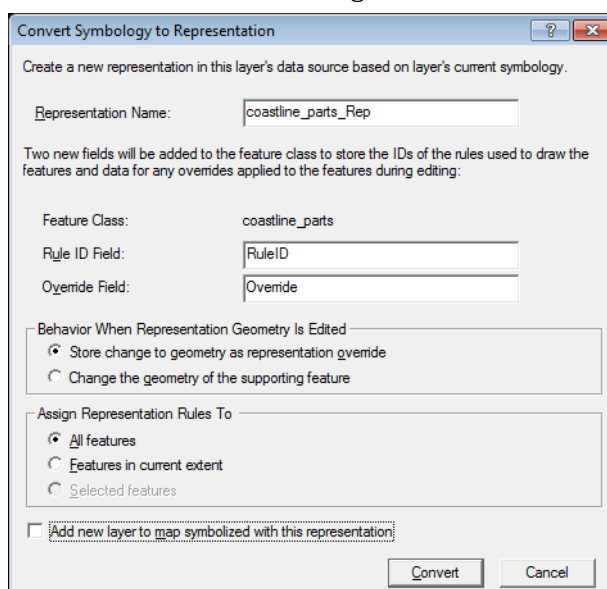 Convert Symbology to Representation
Create a new representation in this layer's data source based on layer's current symbology.
Representation Name: coastline_parts_Rep
Two new fields will be added to the feature class to store the IDs of the rules used to draw the
features and data for any overrides applied to the features during editing:
Feature Class: coastline_parts
Rule ID Field: RuleID
Override Field: Override
Behavior When Representation Geometry Is Edited
Store change to geometry as representation override
Change the geometry of the supporting feature
Assign Representation Rules To
All features
Features in current extent
Selected features
Add new layer to map symbolized with this representation
Convert Cancel